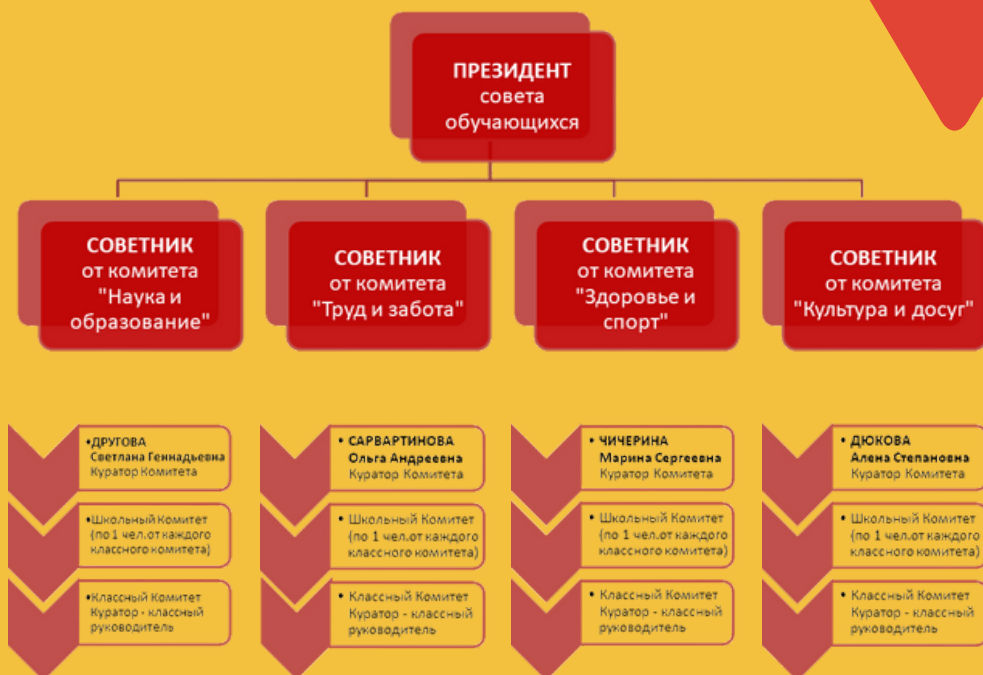 ПРЕЗИДЕНТ
совета
обучающихся
СОВЕТНИК
от комитета
"Наука и
образование"
СОВЕТНИК
от комитета
"Труд и забота"
СОВЕТНИК
от комитета
"Здоровье и
спорт"
СОВЕТНИК
от комитета
"Культура и досуг"
•ДРУГОВА
Светлана Геннадьевна
Куратор Комитета
•Школьный Комитет
(по 1 чел.от каждого
классного комитета)
•Классный Комитет
Куратор - классный
руководитель
• САРВАРТИНОВА
Ольга Андреевна
Куратор Комитета
• Школьный Комитет
(по 1 чел.от каждого
классного комитета)
• Классный Комитет
Куратор - классный
руководитель
• ЧИЧЕРИНА
Марина Сергеевна
Куратор Комитета
• Школьный Комитет
(по 1 чел.от каждого
классного комитета)
• Классный Комитет
Куратор - классный
руководитель
• ДЮКОВА
Алена Степановна
Куратор Комитета
• Школьный Комитет
(по 1 чел.от каждого
классного комитета)
• Классный Комитет
Куратор - классный
руководитель